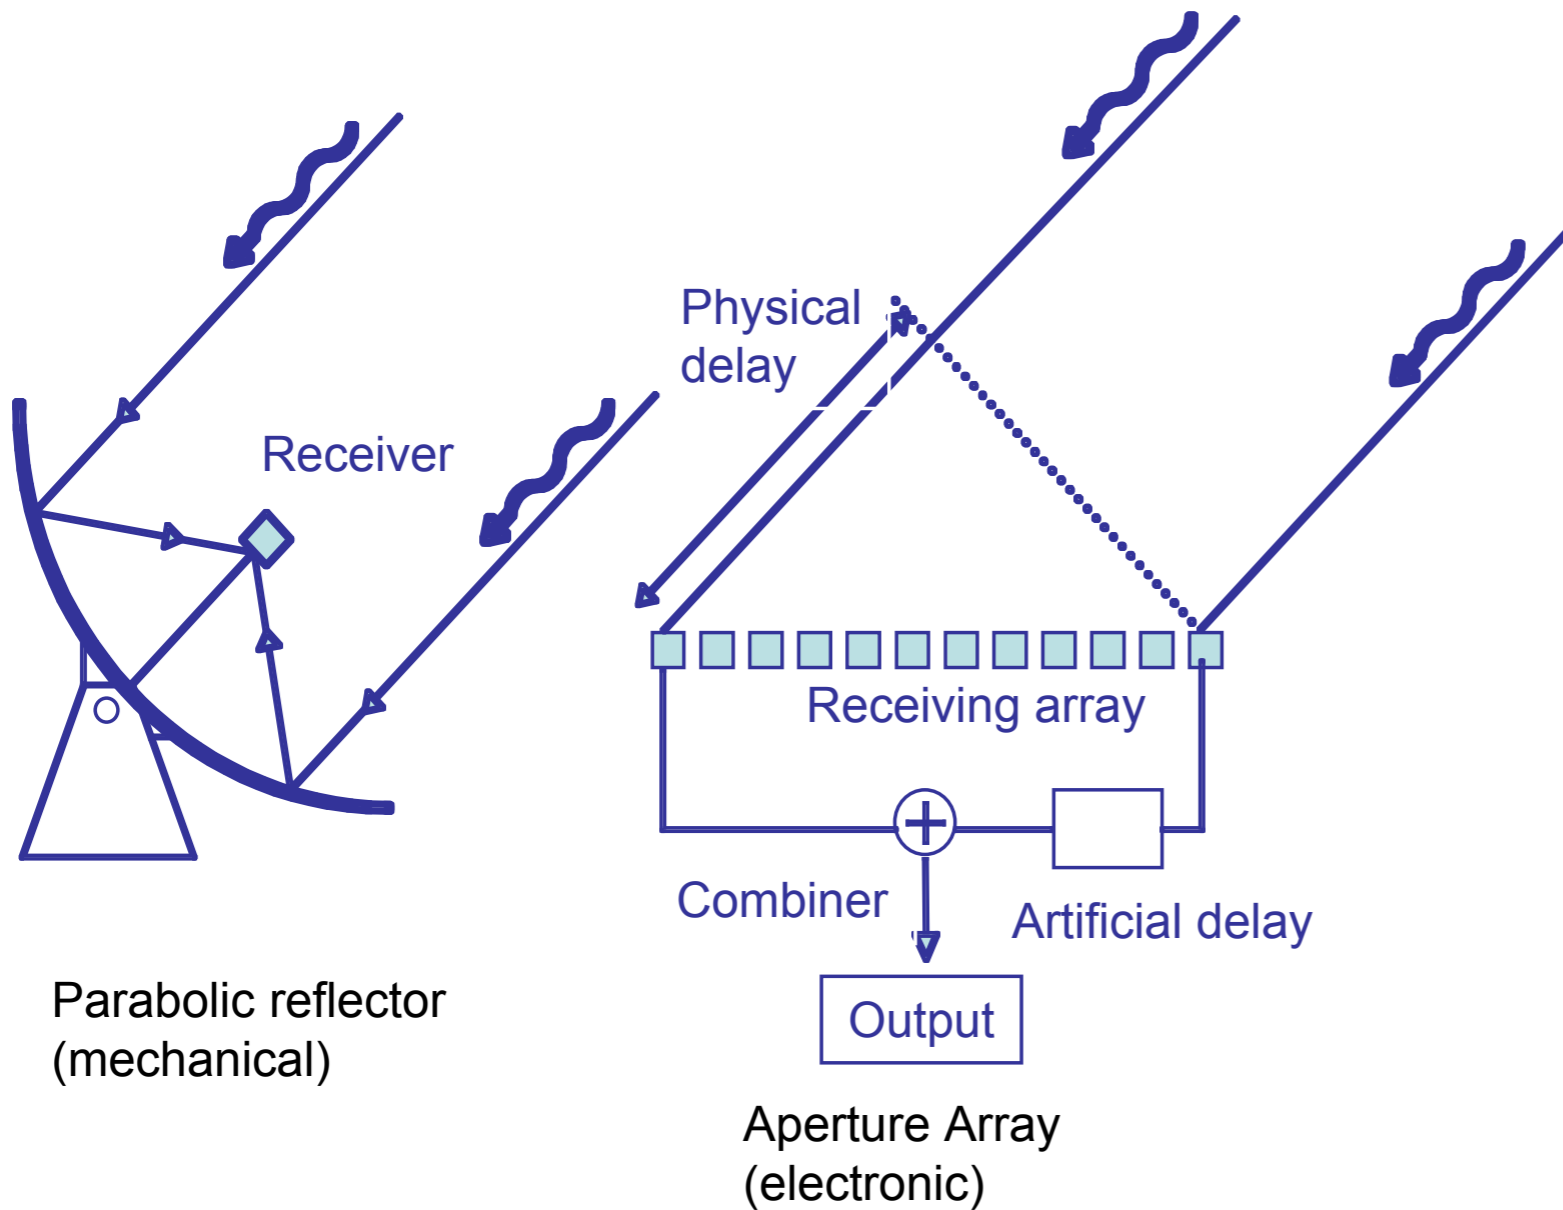 Physical
delay
Receiver
Receiving array
Combiner
Artificial delay
Output
Parabolic reflector
(mechanical)
Aperture Array
(electronic)